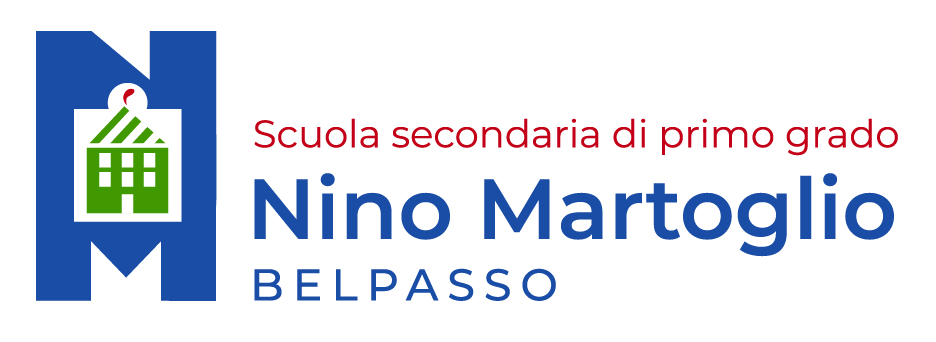 Scuola secondaria di primo grado
Nino Martoglio
BELPASSO